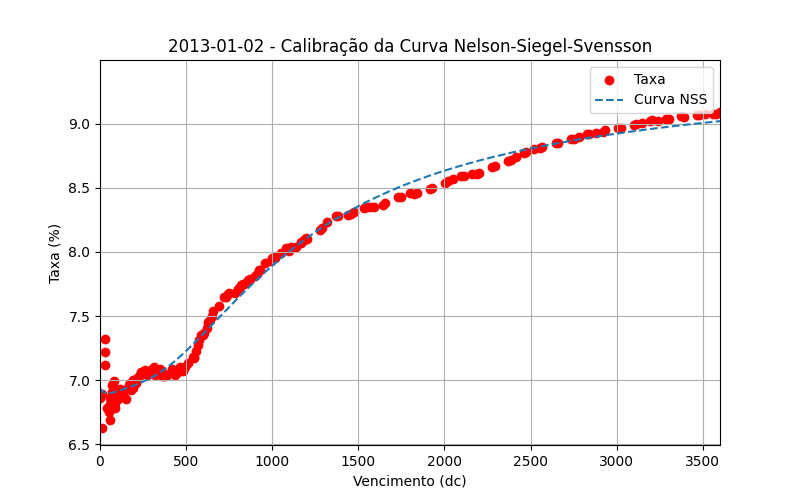 2013-01-02 - Calibração da Curva Nelson-Siegel-Svensson
Taxa
Curva NSS
Taxa (%)
9.0
8.5
8.0
7.5
7.0
6.5
0 500 1000 1500 2000 2500 3000 3500
Vencimento (dc)